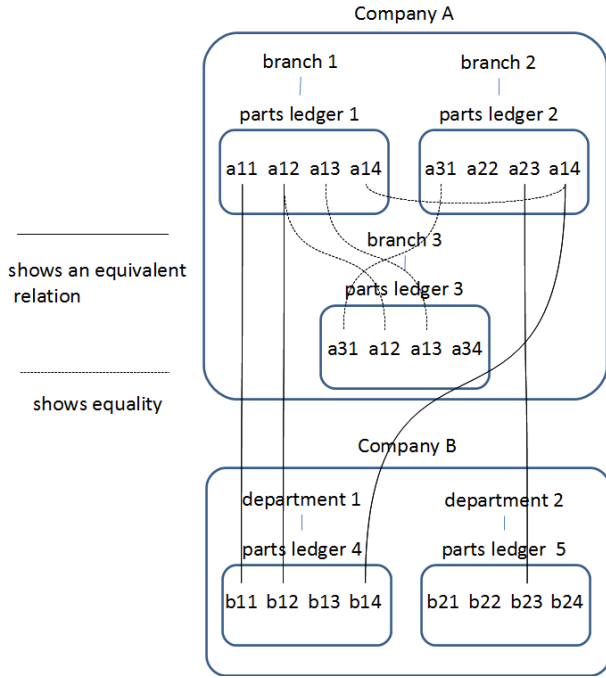 Company A
branch 1
branch 2
parts ledger 1
parts ledger 2
a11 a12 a13 a14
a31 a22 a23 a14
branch 3
parts ledger 3
a31 a12 a13 a34
shows an equivalent
relation
shows equality
Company B
department 1
department 2
parts ledger 4
parts ledger 5
b11 b12 b13 b14
b21 b22 b23 b24